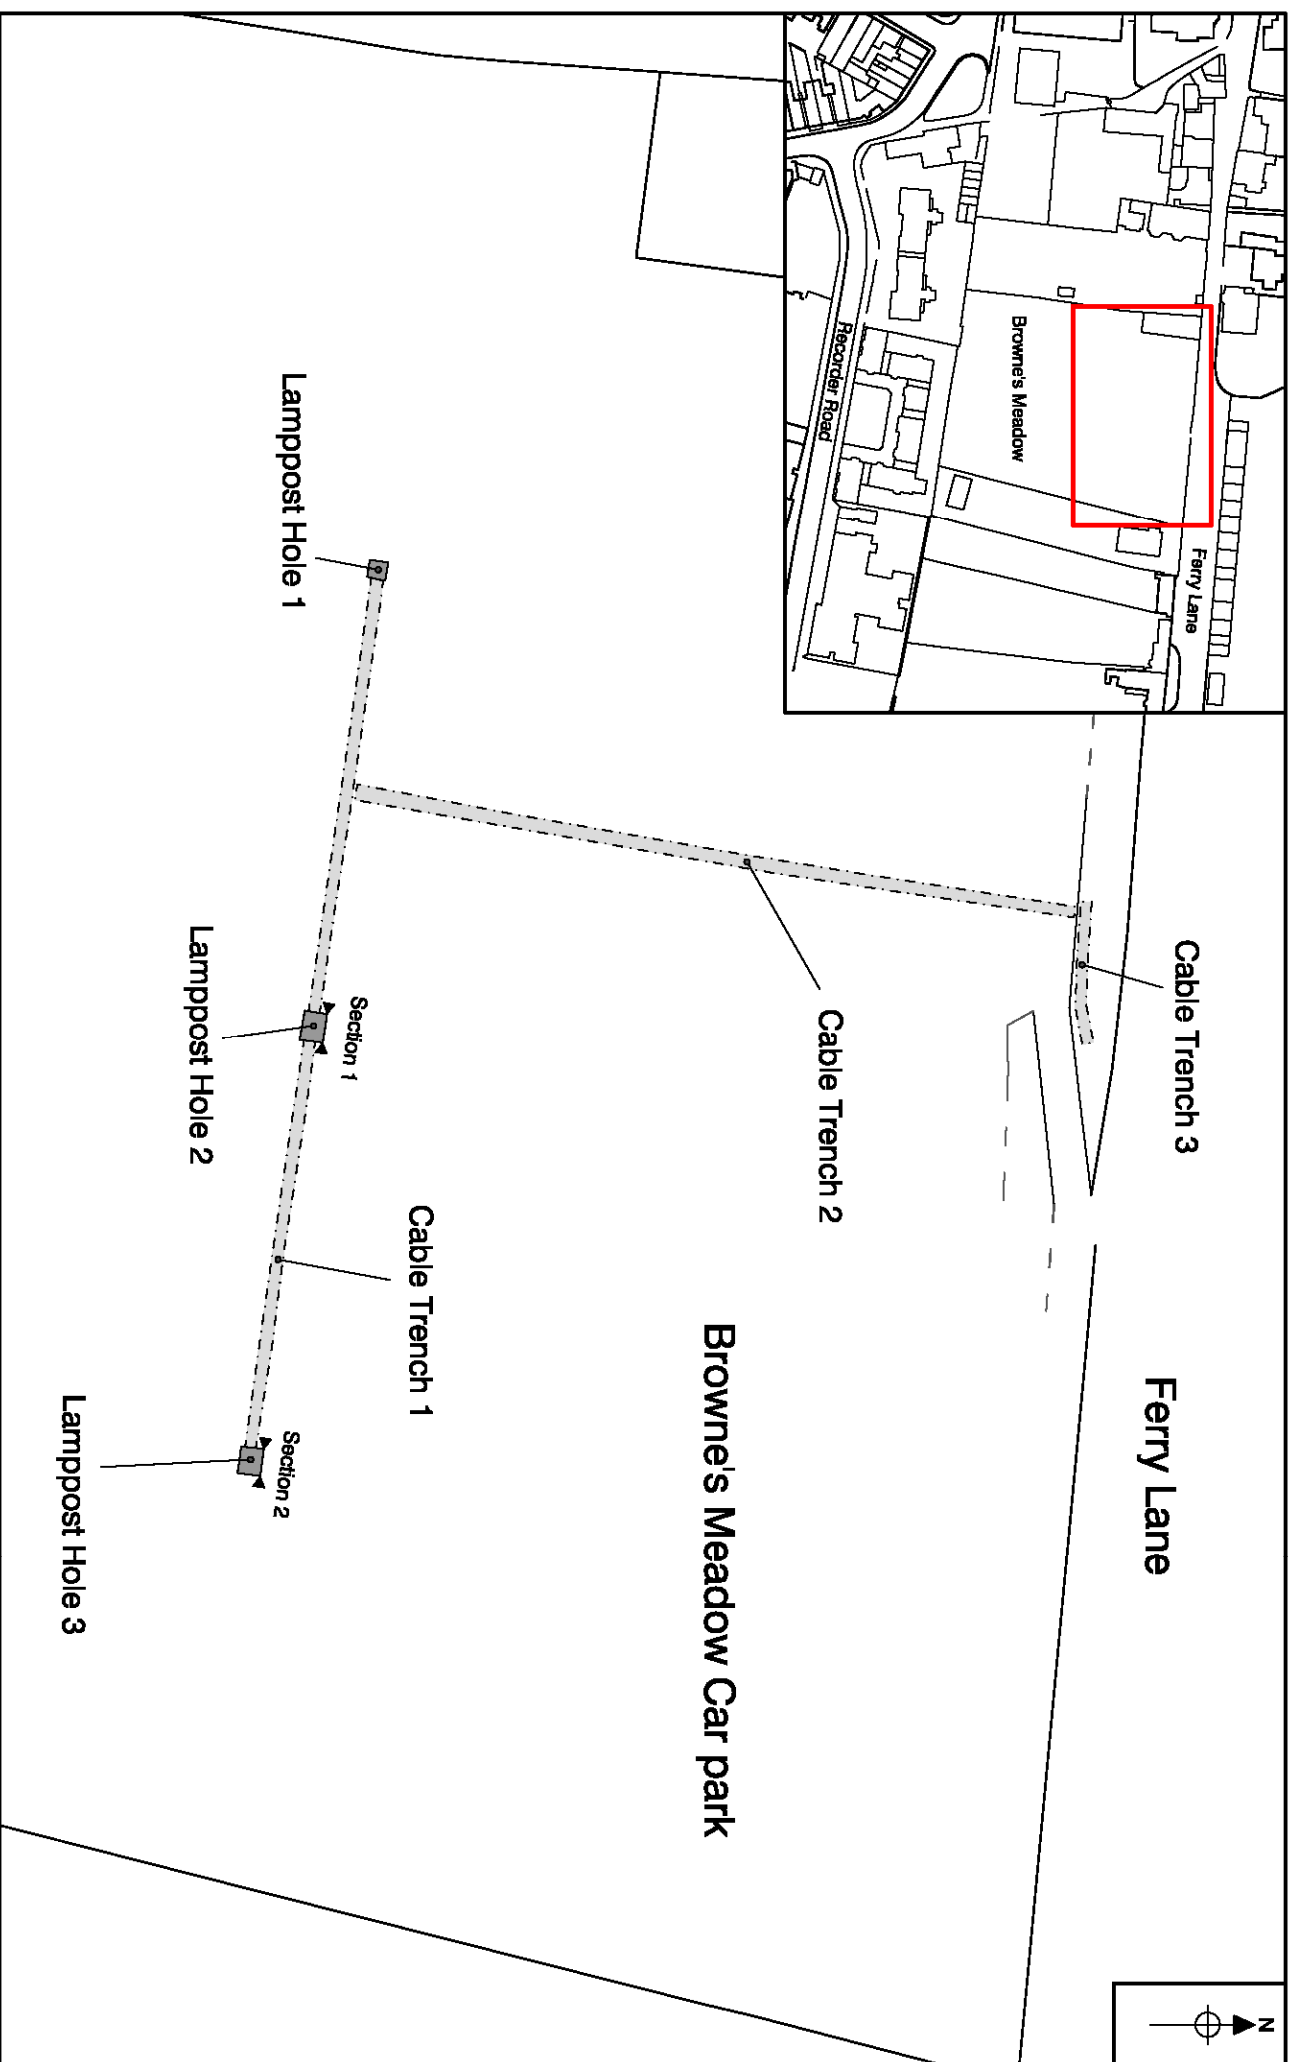 Ferry Lane
Browne's Meadow
Recorder Road
N
Ferry Lane
Cable Trench 3
Cable Trench 2
Browne's Meadow Car park
Cable Trench 1
Section 1
Section 2
Lamppost Hole 1
Lamppost Hole 2
Lamppost Hole 3